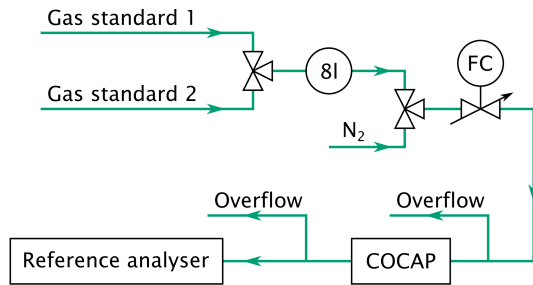 Gas standard 1
FC
8l
Gas standard 2
N₂
Overflow
Overflow
Reference analyser
COCAP